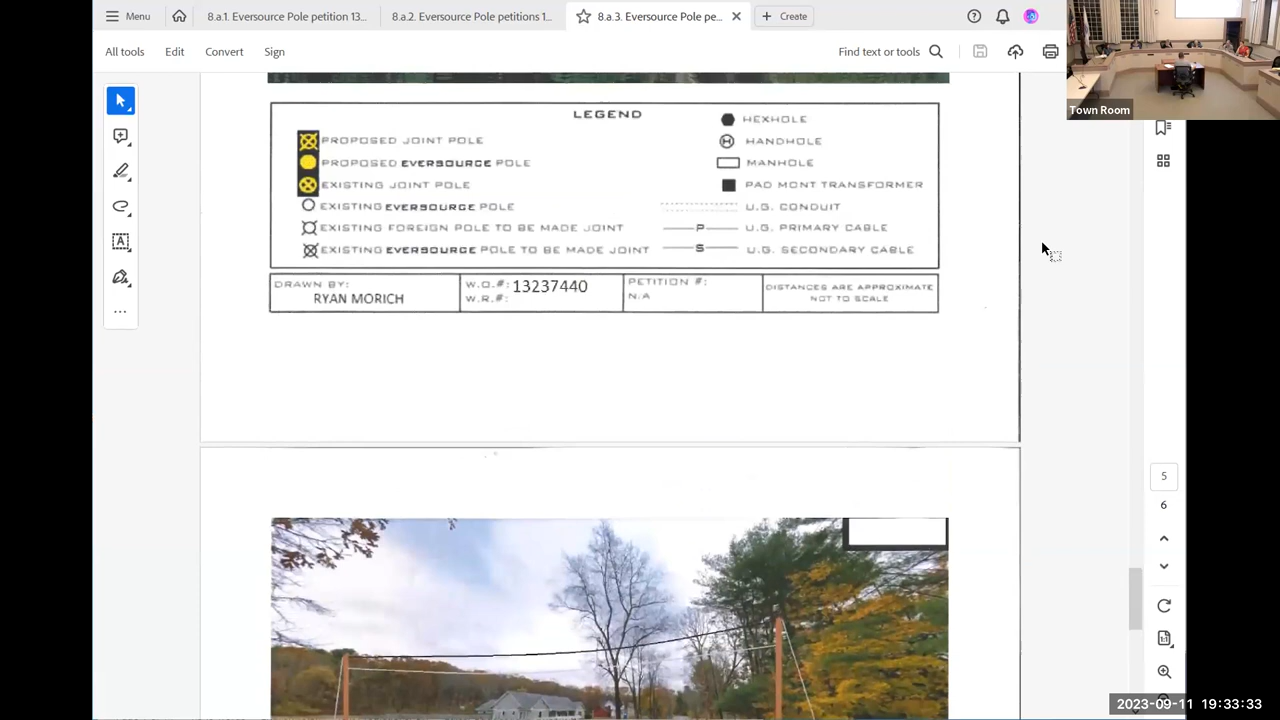 Menu
8.a.1. Eversource Pole petition 13...
8.a.2. Eversource Pole petitions 1...
8.a.3. Eversource Pole pe...
Create
All tools
Edit
Convert
Sign
Find text or tools
Town Room
LEGEND
PROPOSED JOINT POLE
PROPOSED EVERSOURCE POLE
EXISTING JOINT POLE
EXISTING EVERSOURCE POLE
EXISTING FOREIGN POLE TO BE MADE JOINT
EXISTING EVERSOURCE POLE TO BE MADE JOINT
HEXHOLE
H HANDHOLE
MANHOLE
PAD MONT TRANSFORMER
U.G. CONDUIT
P U.G. PRIMARY CABLE
S U.G. SECONDARY CABLE
DRAWN BY:
RYAN MORICH
W.O.#: 13237440
W.R.#:
PETITION #:
N/A
DISTANCES ARE APPROXIMATE
NOT TO SCALE
5
6
2023-09-11 19:33:33